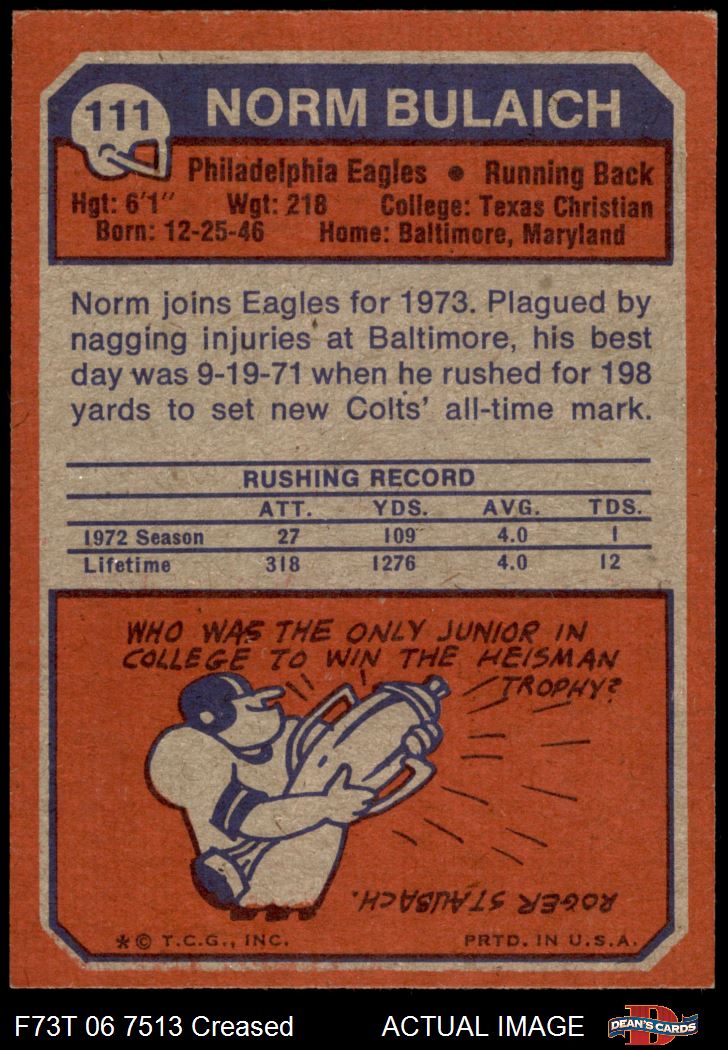 111
NORM BULAICH
Philadelphia Eagles • Running Back
Hgt: 6'1" Wgt: 218 College: Texas Christian
Born: 12-25-46 Home: Baltimore, Maryland
Norm joins Eagles for 1973. Plagued by
nagging injuries at Baltimore, his best
day was 9-19-71 when he rushed for 198
yards to set new Colts' all-time mark.
RUSHING RECORD
ATT. YDS. AVG. TDS.
1972 Season 27 109 4.0 1
Lifetime 318 1276 4.0 12
WHO WAS THE ONLY JUNIOR IN
COLLEGE TO WIN THE HEISMAN
TROPHY?
ROGER STAUBACH.
*© T.C.G., INC. PRTD. IN U.S.A.
F73T 06 7513 Creased ACTUAL IMAGE
D
DEAN'S CARDS